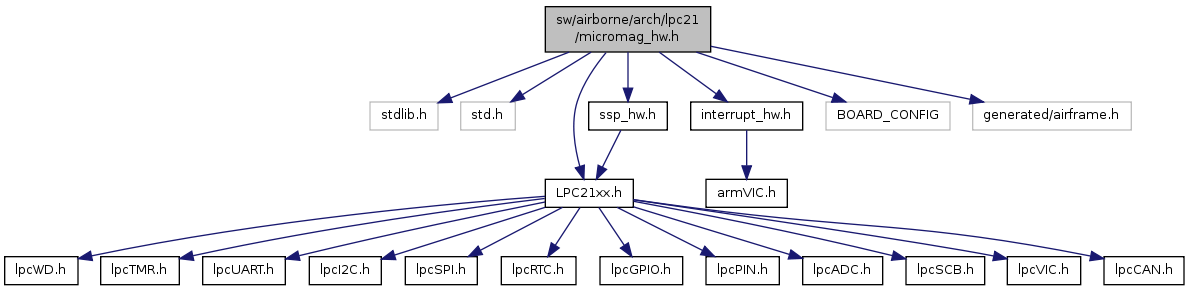 sw/airborne/arch/lpc21
/micromag_hw.h
stdlib.h
std.h
ssp_hw.h
interrupt_hw.h
BOARD_CONFIG
generated/airframe.h
LPC21xx.h
armVIC.h
lpcWD.h
lpcTMR.h
lpcUART.h
lpcI2C.h
lpcSPI.h
lpcRTC.h
lpcGPIO.h
lpcPIN.h
lpcADC.h
lpcSCB.h
lpcVIC.h
lpcCAN.h